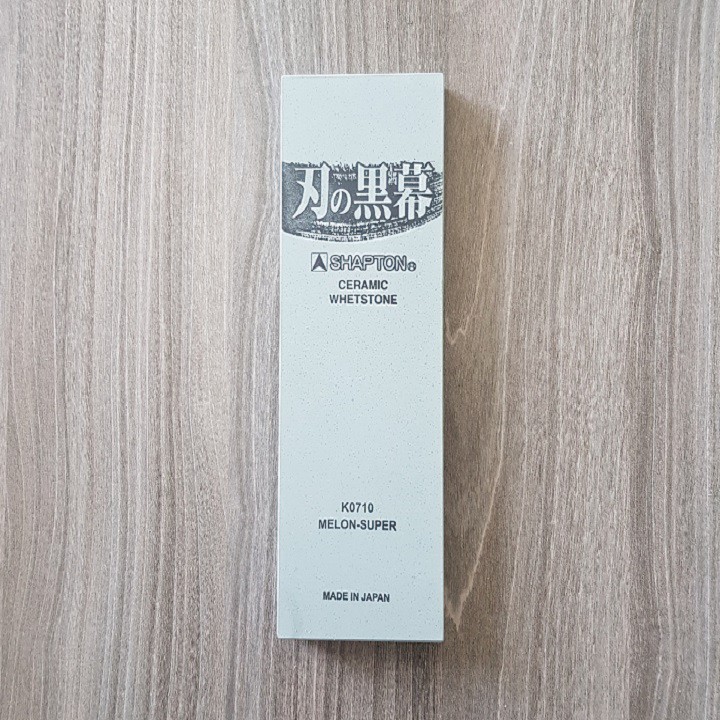 刃の黒幕
SHAPTON®
CERAMIC
WHETSTONE
K0710
MELON-SUPER
MADE IN JAPAN